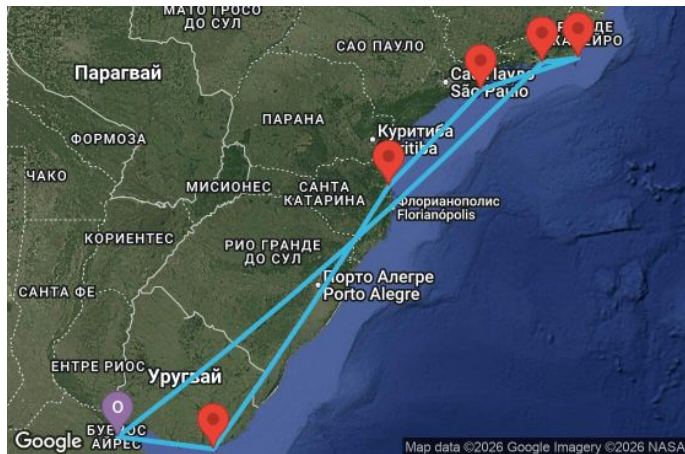 МАТО ГРОСО
ДО СУЛ
САО ПАУЛО
Парагвай
São Paulo
ПАРАНА
Куритиба
ФОРМОЗА
ЧАКО
МИСИОНЕС
САНТА
КАТАРИНА
Флорианополис
Florianópolis
КОРИЕНТЕС
РИО ГРАНДЕ
ДО СУЛ
Порто Алегре
Porto Alegre
САНТА ФЕ
ЕНТРЕ РИОС
Уругвай
O
АЙРЕС
Google
Map data ©2026 Google Imagery ©2026 NASA